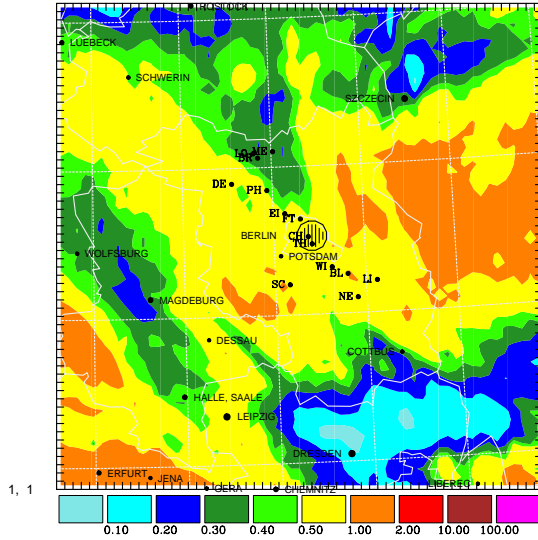 ROSTOCK
LUEBECK
SCHWERIN
SZCZECIN
LO ME
BR
DE
PH
EI
PT
BERLIN CH
TH
WOLFSBURG
POTSDAM
WI
BL
LI
SC
NE
MAGDEBURG
DESSAU
COTTBUS
HALLE, SAALE
LEIPZIG
DRESDEN
ERFURT
JENA
LIBEREC
1, 1
GERA
CHEMNITZ
0.10 0.20 0.30 0.40 0.50 1.00 2.00 10.00 100.00